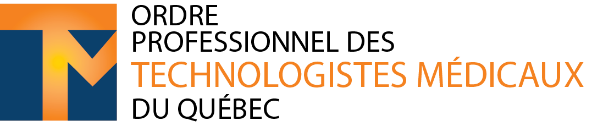 ORDRE
PROFESSIONNEL DES
TECHNOLOGISTES MÉDICAUX
DU QUÉBEC